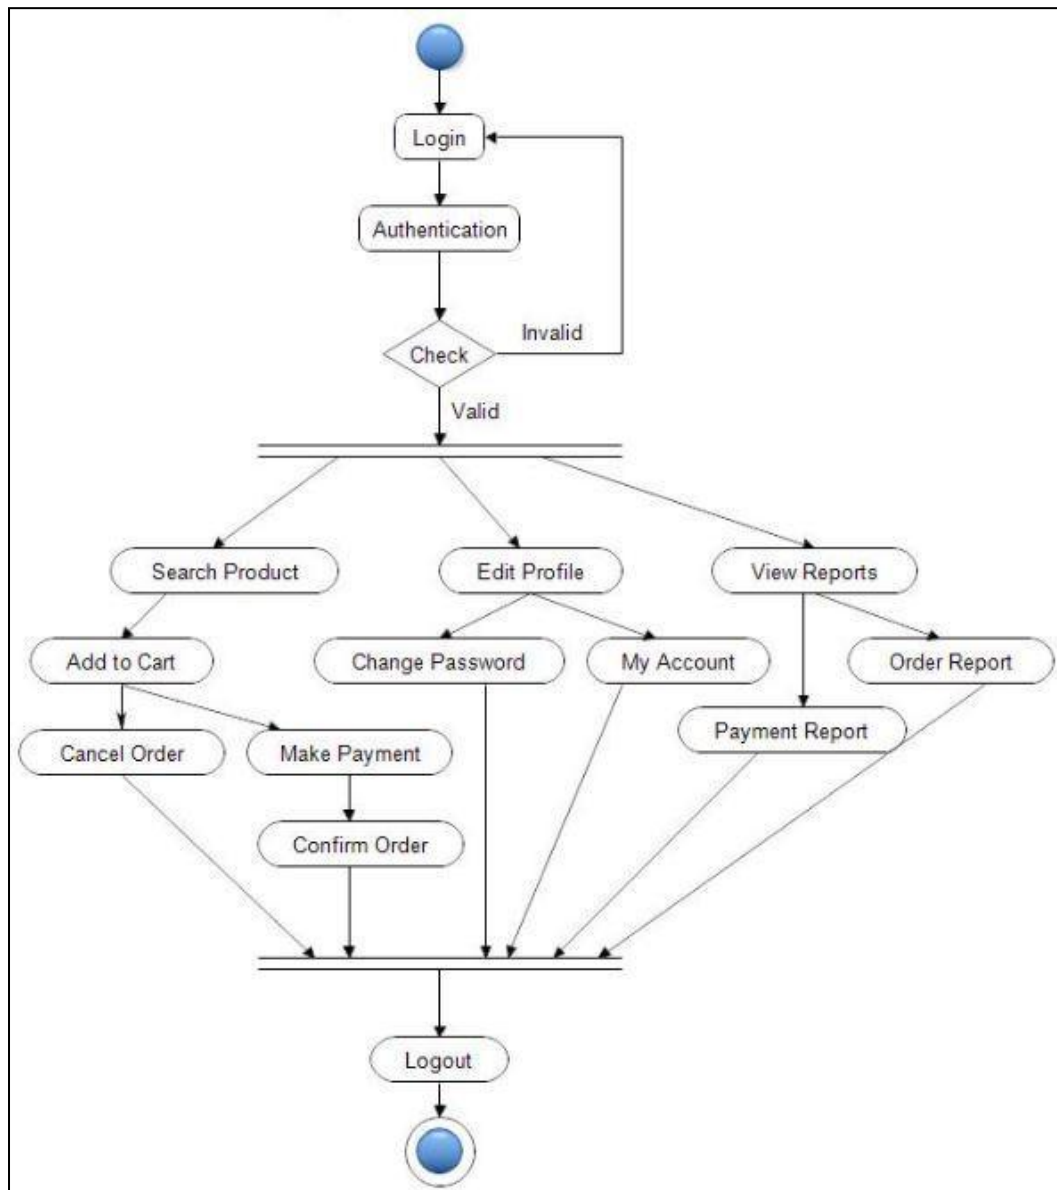 Login
Authentication
Invalid
Check
Valid
Search Product
Edit Profile
View Reports
Add to Cart
Change Password
My Account
Order Report
Payment Report
Cancel Order
Make Payment
Confirm Order
Logout